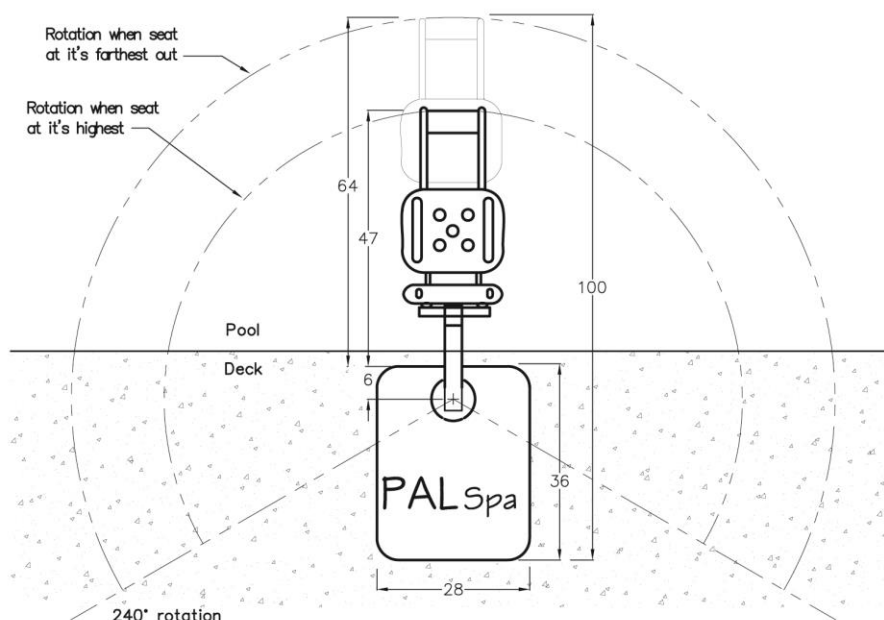 Rotation when seat
at it's farthest out
Rotation when seat
at it's highest
64
47
100
Pool
Deck
6
36
PAL Spa
28
240° rotation